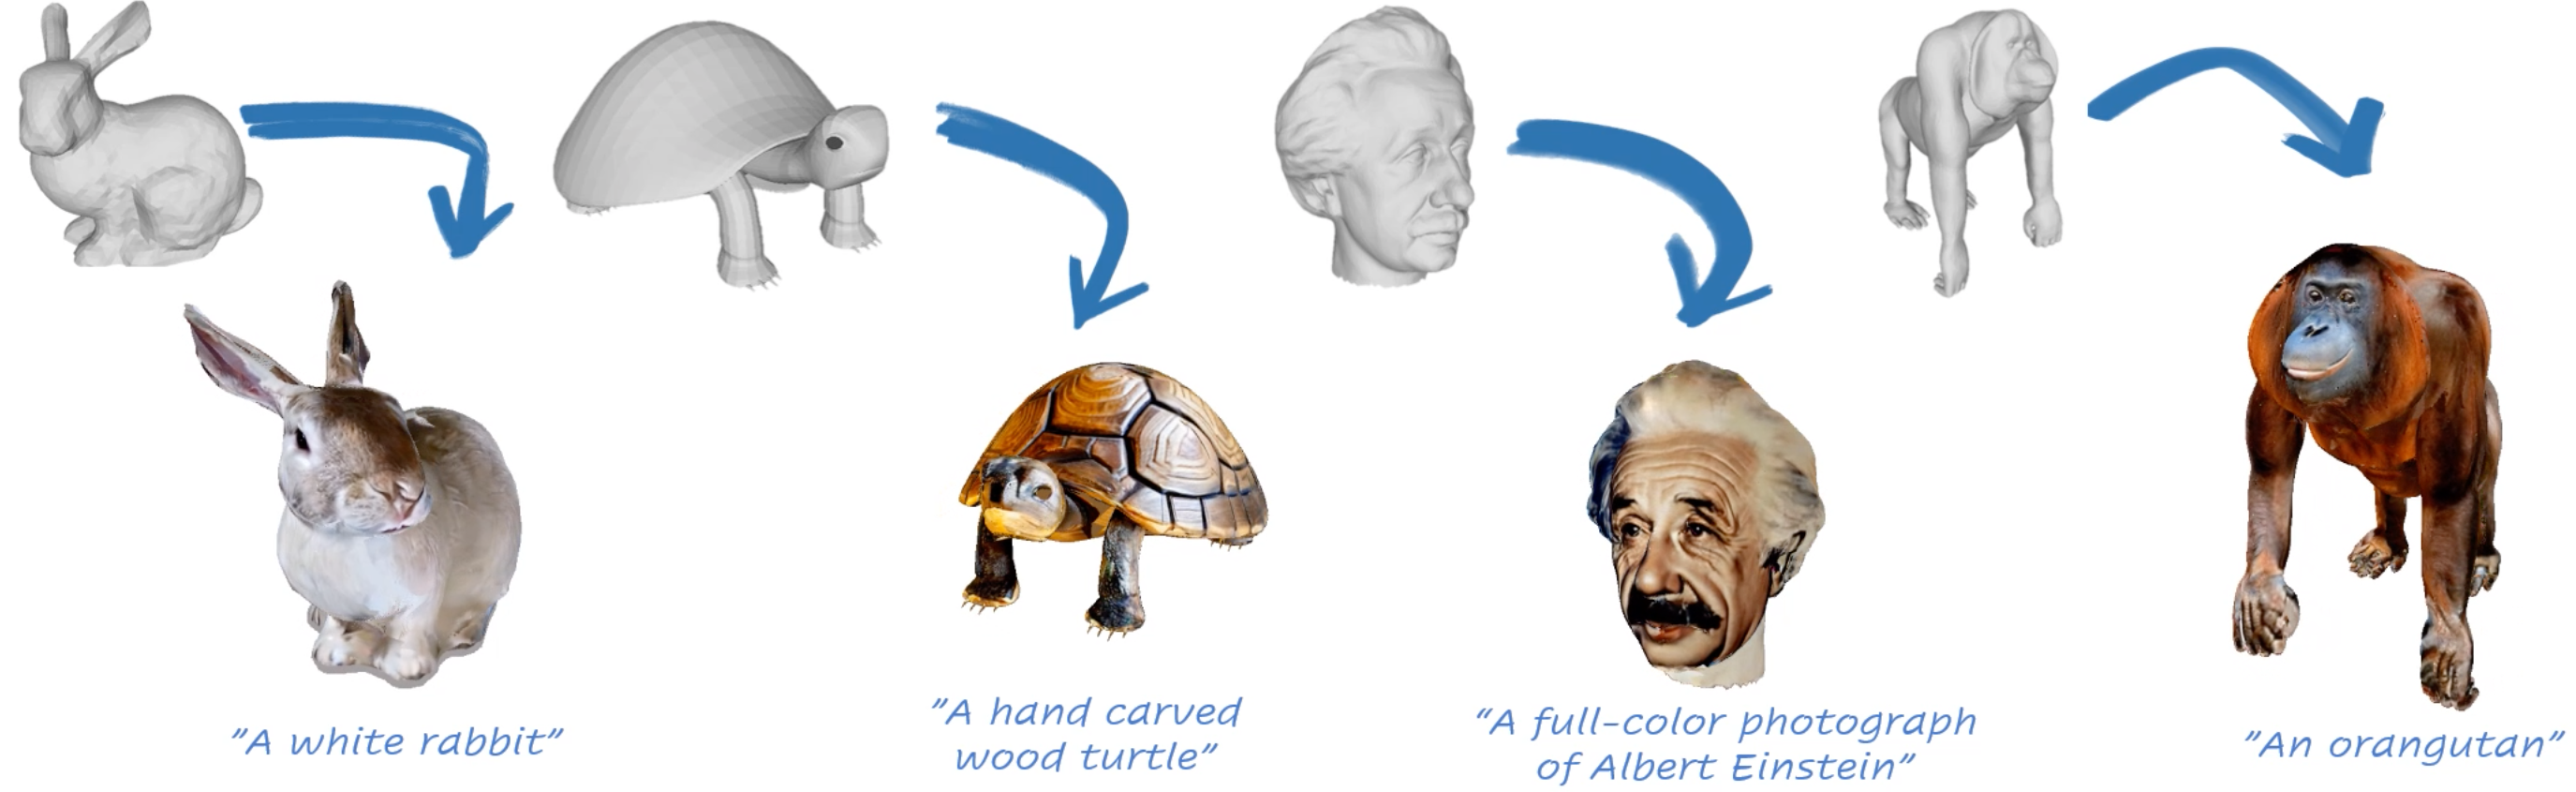 ”A white rabbit”
”A hand carved
wood turtle”
“A full-color photograph
of Albert Einstein”
”An orangutan”